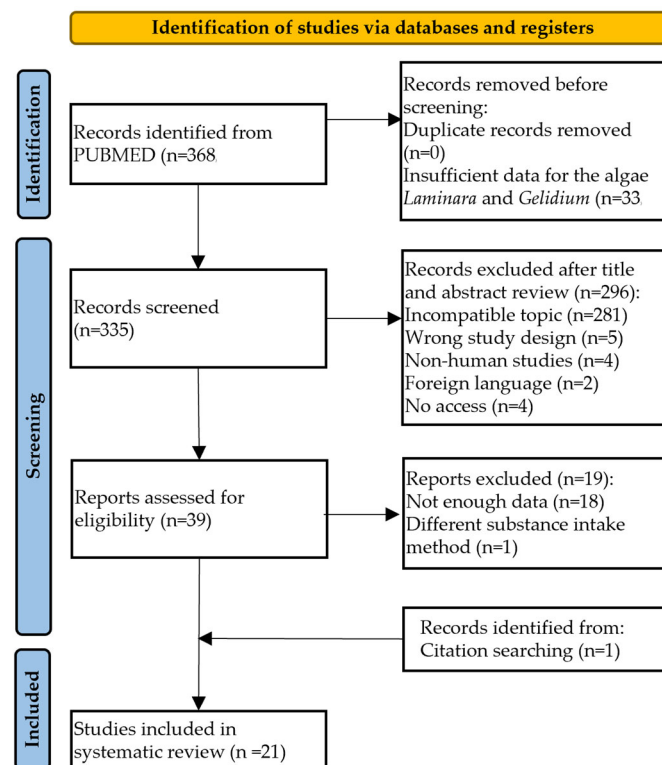 Identification of studies via databases and registers
Identification
Records identified from
PUBMED (n=368
Records removed before
screening:
Duplicate records removed
(n=0)
Insufficient data for the algae
Laminara and Gelidium (n=33
Screening
Records screened
(n=335)
Records excluded after title
and abstract review (n=296):
Incompatible topic (n=281)
Wrong study design (n=5)
Non-human studies (n=4)
Foreign language (n=2)
No access (n=4)
Reports assessed for
eligibility (n=39)
Reports excluded (n=19):
Not enough data (n=18)
Different substance intake
method (n=1)
Records identified from:
Citation searching (n=1)
Included
Studies included in
systematic review (n =21)